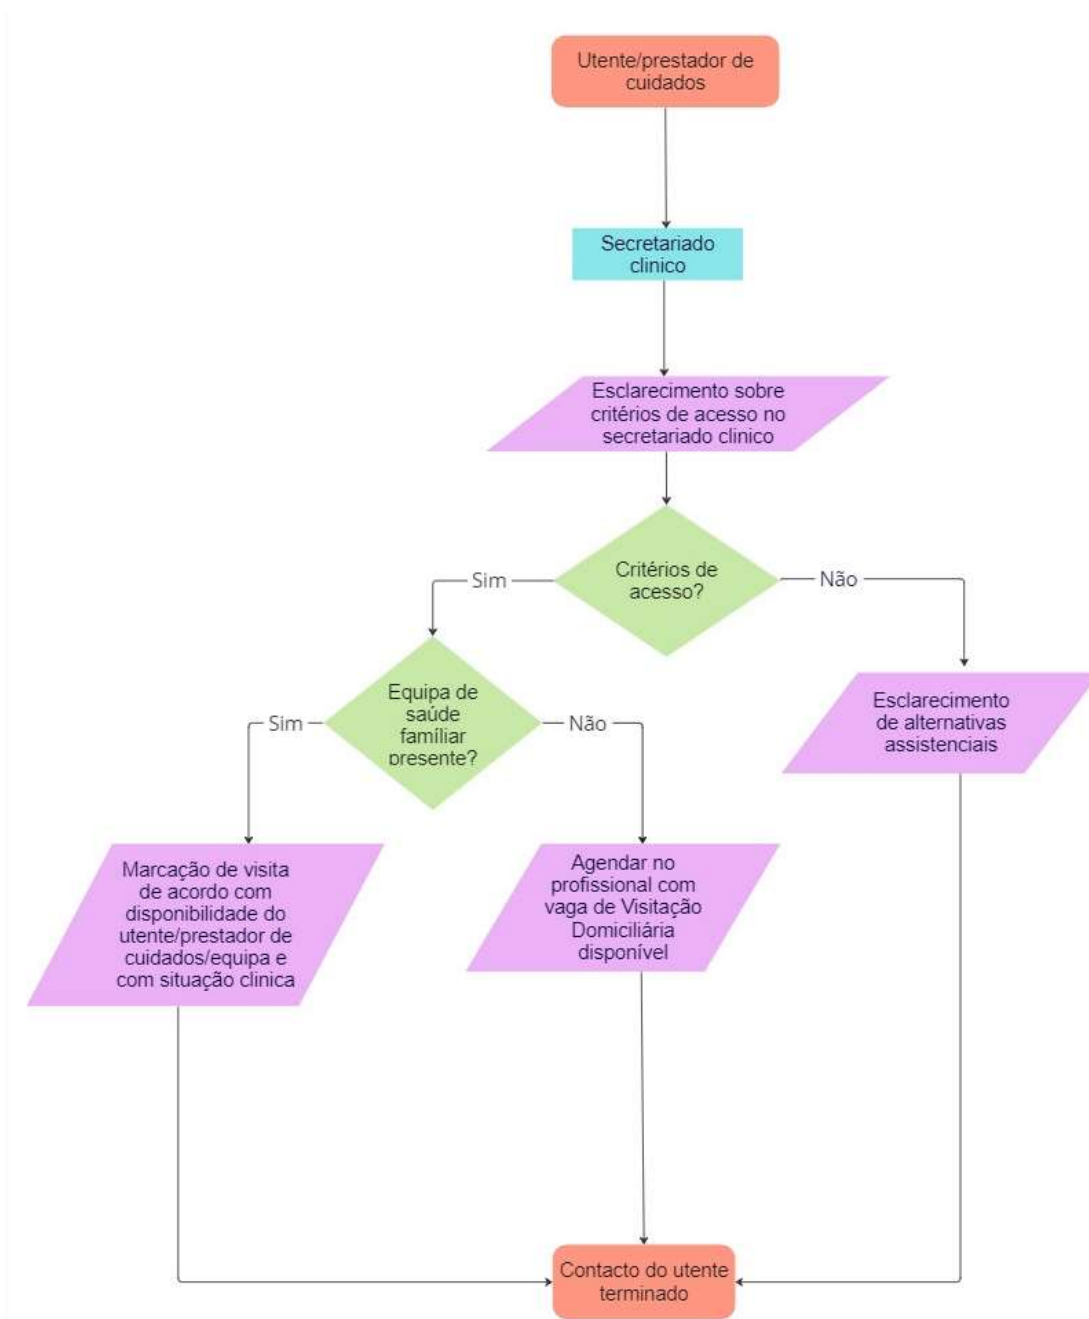 Utente/prestador de
cuidados
Secretariado
clinico
Esclarecimento sobre
critérios de acesso no
secretariado clinico
Critérios de
acesso?
Sim
Não
Equipa de
saúde
famíliar
presente?
Esclarecimento
de alternativas
assistenciais
Sim
Não
Marcação de visita
de acordo com
disponibilidade do
utente/prestador de
cuidados/equipa e
com situação clinica
Agendar no
profissional com
vaga de Visitação
Domiciliária
disponível
Contacto do utente
terminado